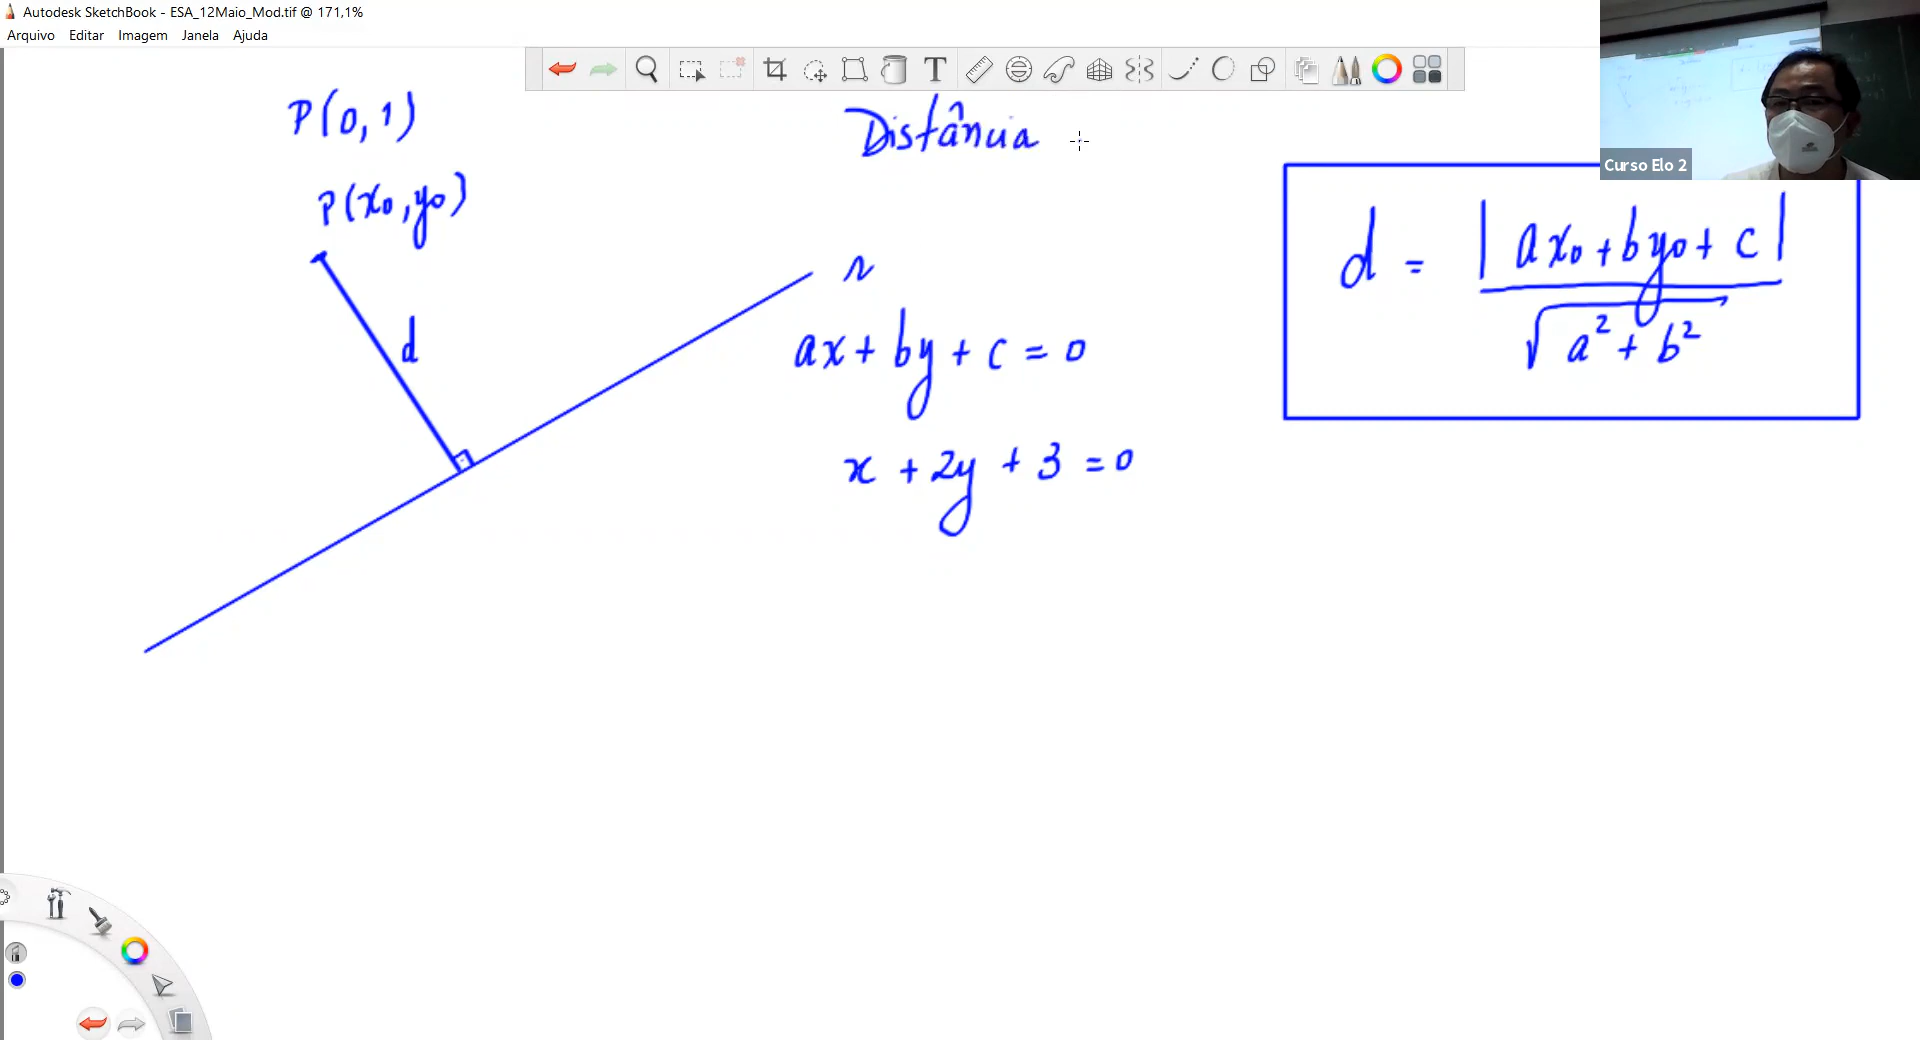 Autodesk SketchBook - ESA_12Maio_Mod.tif @ 171,1%
Arquivo Editar Imagem Janela Ajuda
P(0,1)
Distância
Curso Elo 2
P(x₀,y₀)
d = |ax₀+by₀+c| / √(a²+b²)
r
d
ax+by+c=0
x+2y+3=0